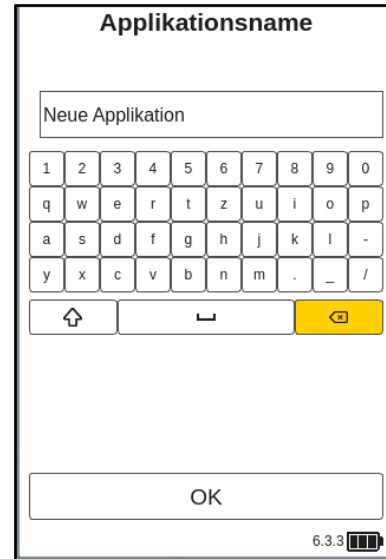 Applikationsname
Neue Applikation
1 2 3 4 5 6 7 8 9 0
q w e r t z u i o p
a s d f g h j k l -
y x c v b n m . _ /
OK
6.3.3